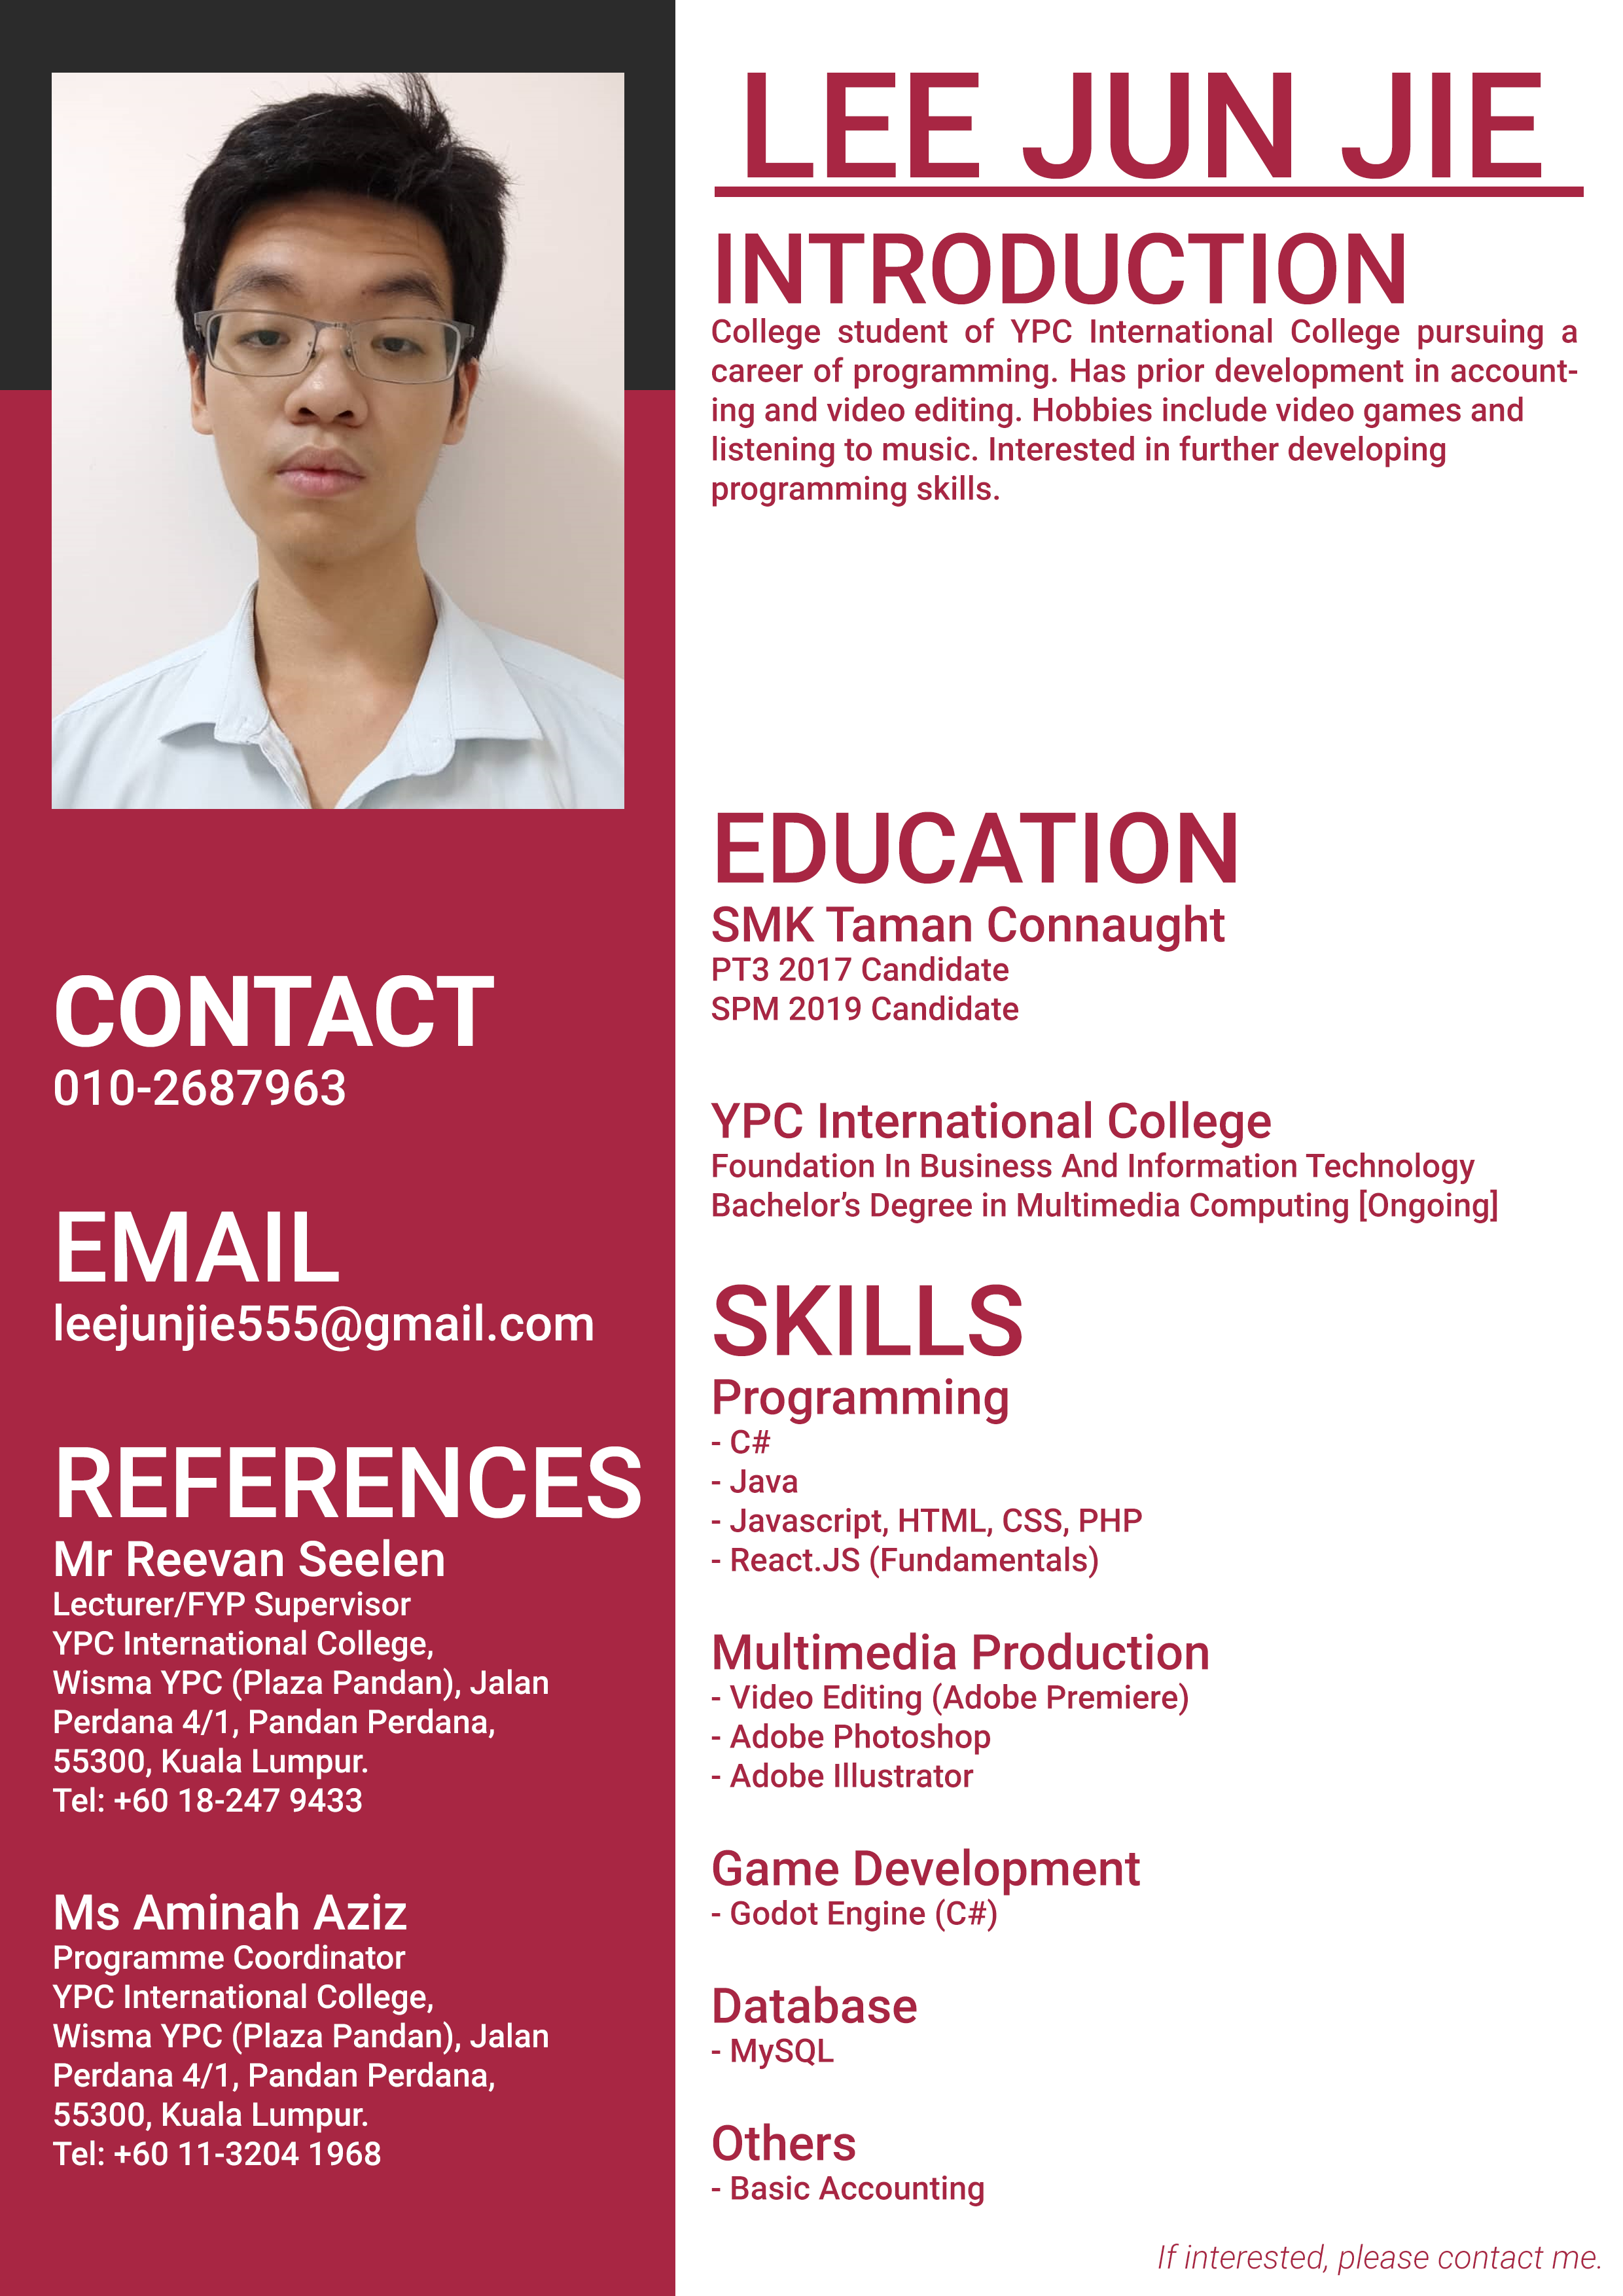 LEE JUN JIE
INTRODUCTION
College student of YPC International College pursuing a
career of programming. Has prior development in account-
ing and video editing. Hobbies include video games and
listening to music. Interested in further developing
programming skills.
EDUCATION
SMK Taman Connaught
PT3 2017 Candidate
SPM 2019 Candidate
YPC International College
Foundation In Business And Information Technology
Bachelor’s Degree in Multimedia Computing [Ongoing]
SKILLS
Programming
- C#
- Java
- Javascript, HTML, CSS, PHP
- React.JS (Fundamentals)
Multimedia Production
- Video Editing (Adobe Premiere)
- Adobe Photoshop
- Adobe Illustrator
Game Development
- Godot Engine (C#)
Database
- MySQL
Others
- Basic Accounting
If interested, please contact me.
CONTACT
010-2687963
EMAIL
leejunjie555@gmail.com
REFERENCES
Mr Reevan Seelen
Lecturer/FYP Supervisor
YPC International College,
Wisma YPC (Plaza Pandan), Jalan
Perdana 4/1, Pandan Perdana,
55300, Kuala Lumpur.
Tel: +60 18-247 9433
Ms Aminah Aziz
Programme Coordinator
YPC International College,
Wisma YPC (Plaza Pandan), Jalan
Perdana 4/1, Pandan Perdana,
55300, Kuala Lumpur.
Tel: +60 11-3204 1968